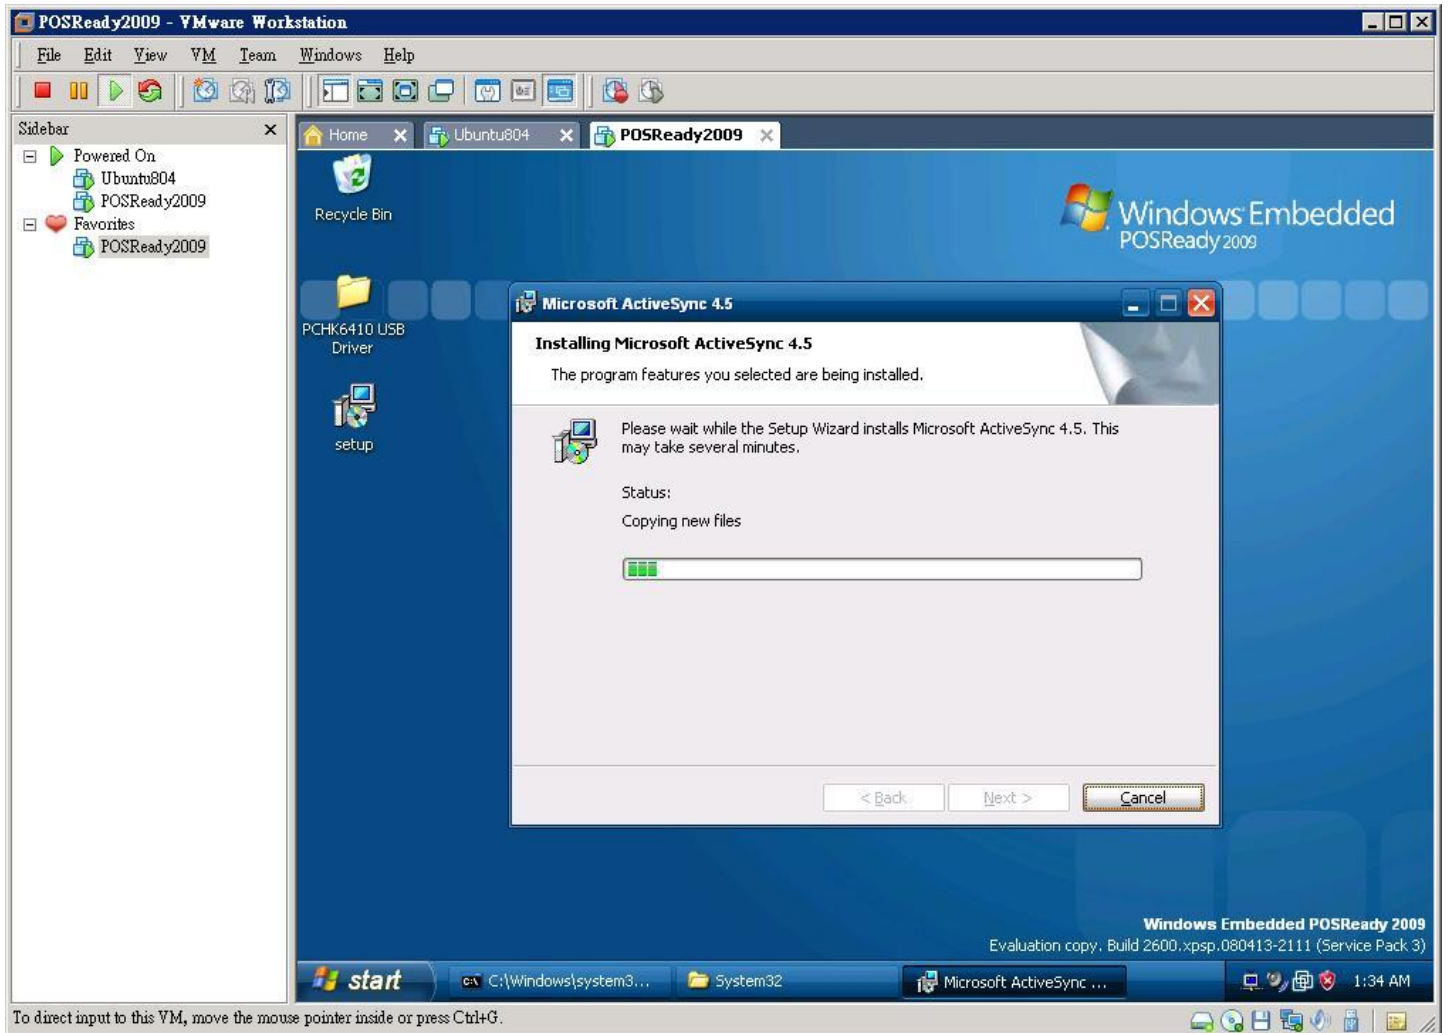 POSReady2009 - VMware Workstation
File Edit View VM Team Windows Help
Sidebar
Powered On
Ubuntu804
POSReady2009
Favorites
POSReady2009
Home Ubuntu804 POSReady2009
Recycle Bin
Windows Embedded
POSReady 2009
PCHK6410 USB
Driver
setup
Microsoft ActiveSync 4.5
Installing Microsoft ActiveSync 4.5
The program features you selected are being installed.
Please wait while the Setup Wizard installs Microsoft ActiveSync 4.5. This
may take several minutes.
Status:
Copying new files
< Back Next > Cancel
Windows Embedded POSReady 2009
Evaluation copy. Build 2600.xpsp.080413-2111 (Service Pack 3)
start C:\Windows\system3... System32 Microsoft ActiveSync ... 1:34 AM
To direct input to this VM, move the mouse pointer inside or press Ctrl+G.